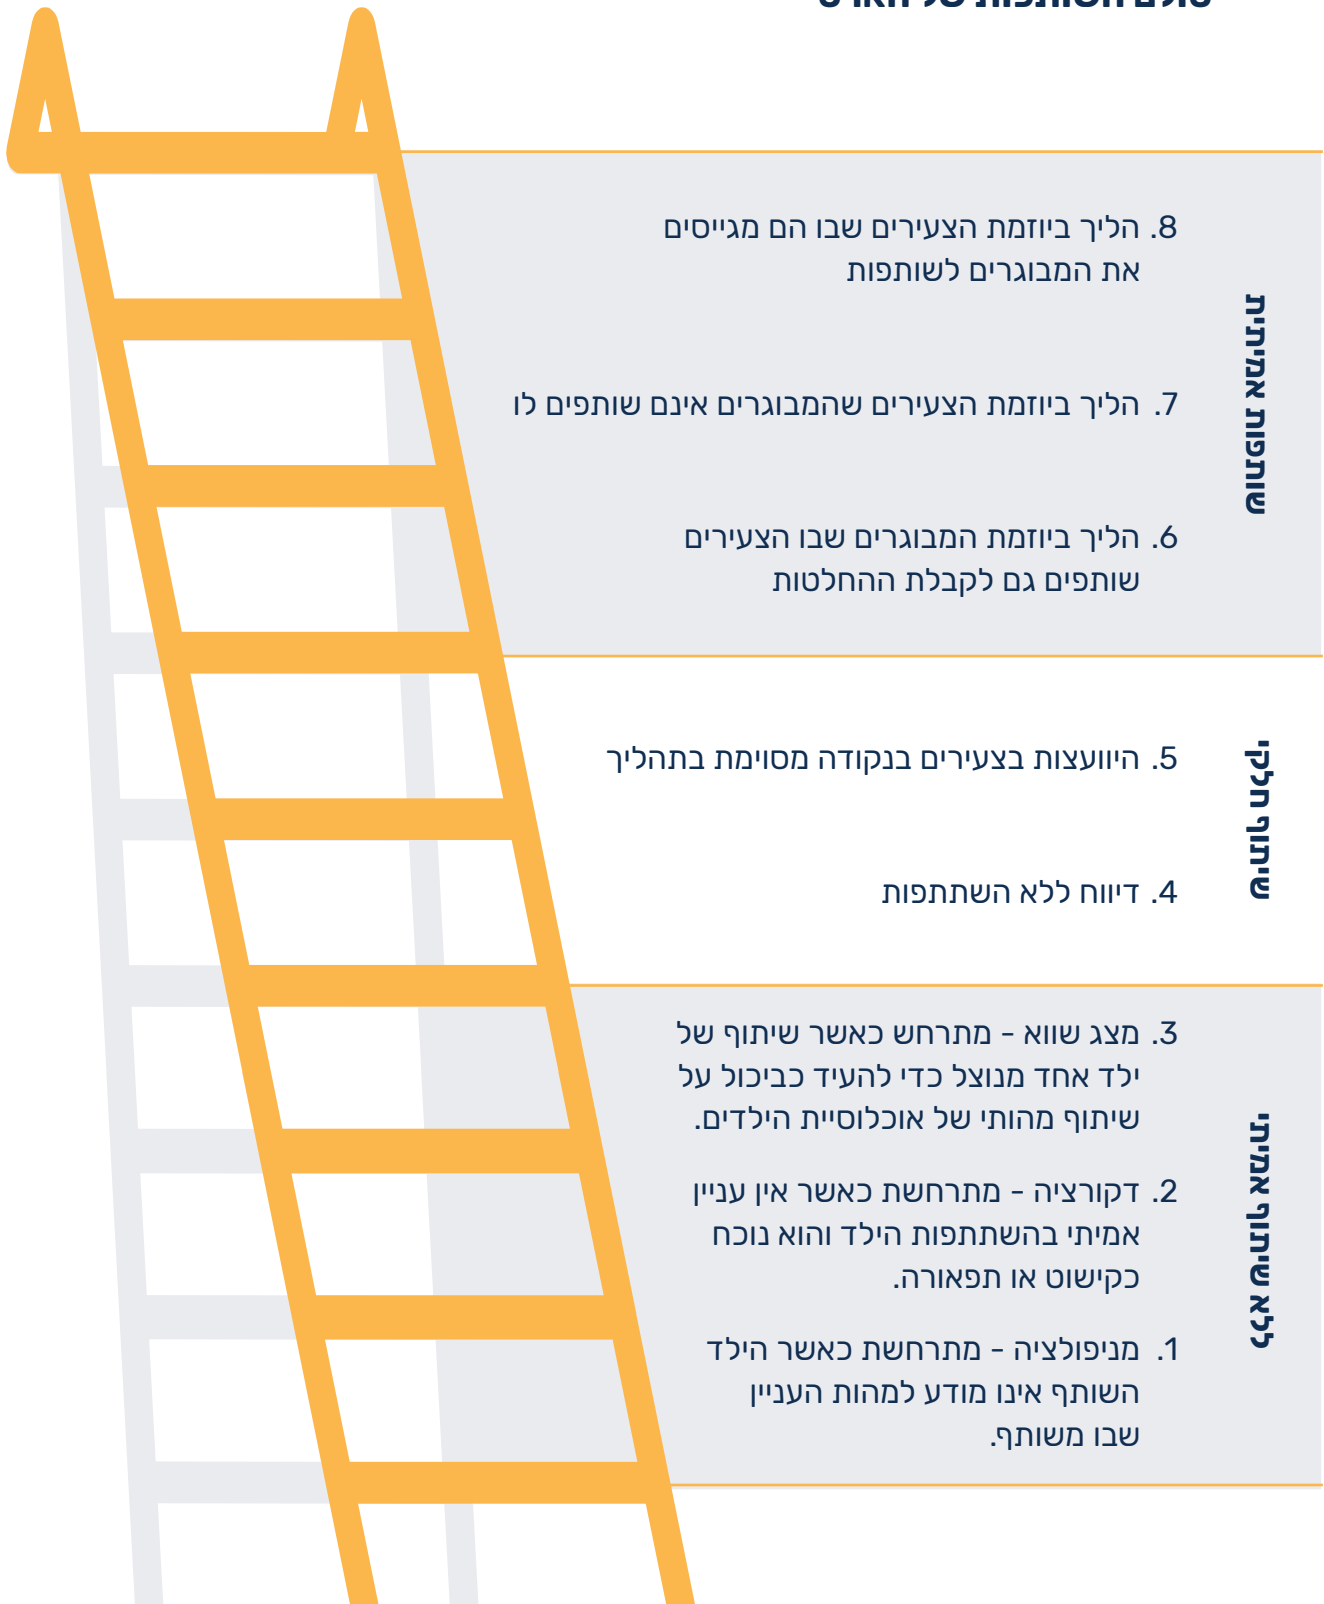 8. הליך ביוזמת הצעירים שבו הם מגייסים
את המבוגרים לשותפות
7. הליך ביוזמת הצעירים שהמבוגרים אינם שותפים לו
6. הליך ביוזמת המבוגרים שבו הצעירים
שותפים גם לקבלת ההחלטות
שותפות אמיתית
5. היוועצות בצעירים בנקודה מסוימת בתהליך
4. דיווח ללא השתתפות
שיתוף חלקי
3. מצג שווא - מתרחש כאשר שיתוף של
ילד אחד מנוצל כדי להעיד כביכול על
שיתוף מהותי של אוכלוסיית הילדים.
2. דקורציה - מתרחשת כאשר אין עניין
אמיתי בהשתתפות הילד והוא נוכח
כקישוט או תפאורה.
1. מניפולציה - מתרחשת כאשר הילד
השותף אינו מודע למהות העניין
שבו משותף.
ללא שיתוף אמיתי